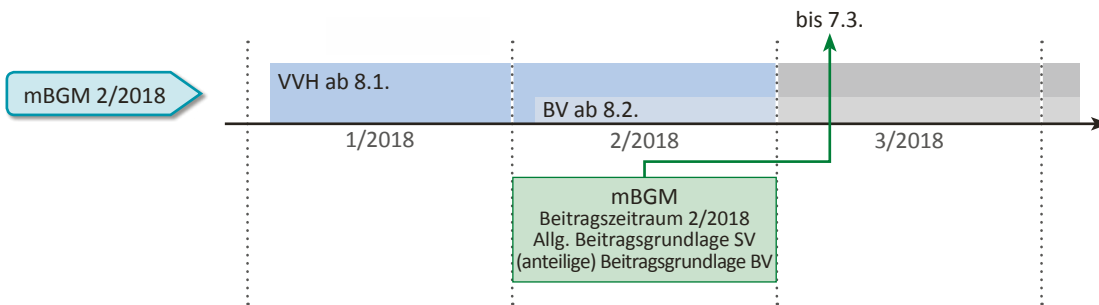 bis 7.3.
mBGM 2/2018
VVH ab 8.1.
BV ab 8.2.
1/2018
2/2018
3/2018
mBGM
Beitragszeitraum 2/2018
Allg. Beitragsgrundlage SV
(anteilige) Beitragsgrundlage BV